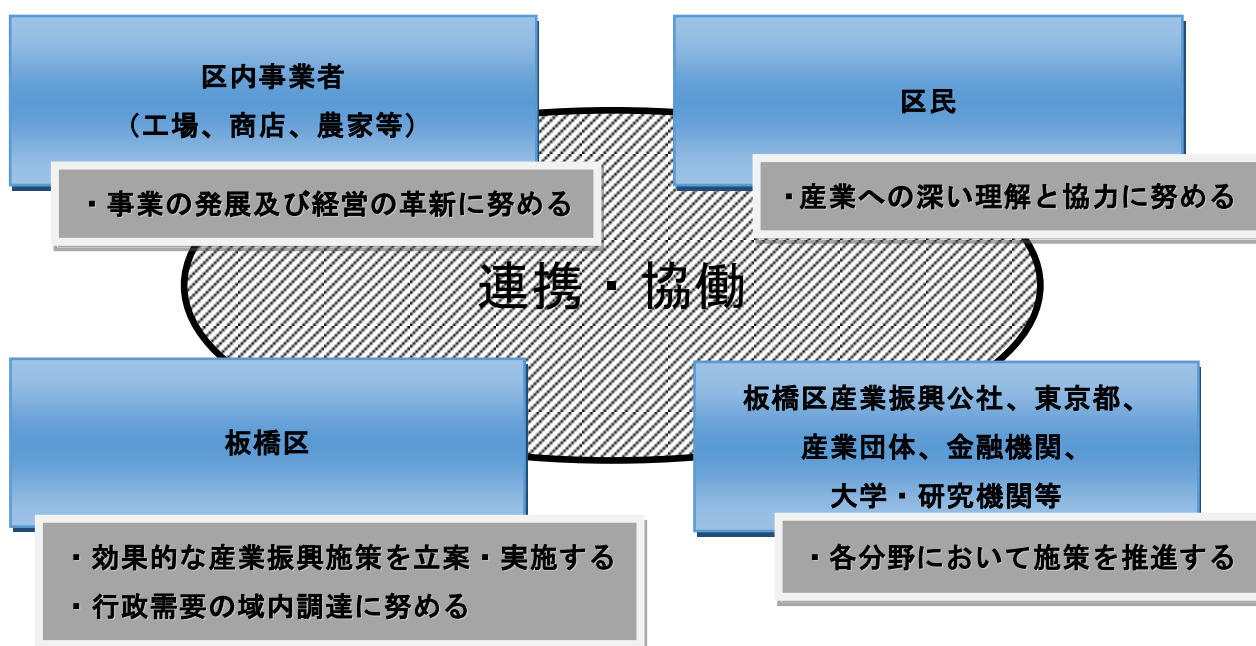 区内事業者
（工場、商店、農家等）
・事業の発展及び経営の革新に努める
区民
・産業への深い理解と協力に努める
連携・協働
板橋区
・効果的な産業振興施策を立案・実施する
・行政需要の域内調達に努める
板橋区産業振興公社、東京都、
産業団体、金融機関、
大学・研究機関等
・各分野において施策を推進する